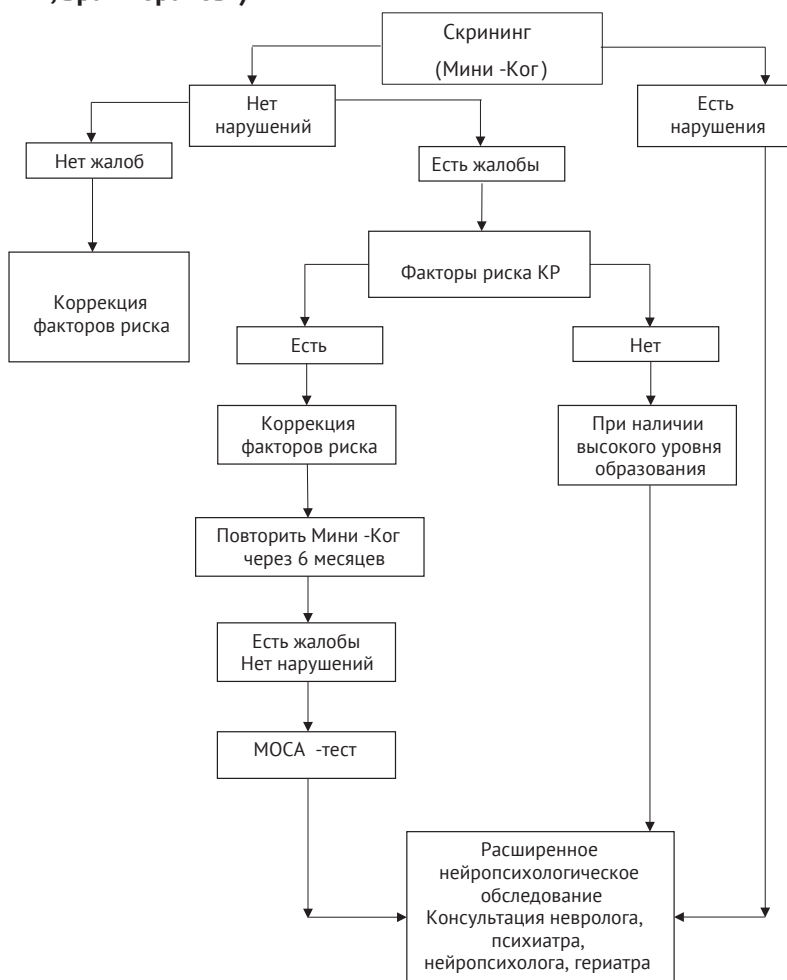 Скрининг
(Мини -Ког)
Нет
нарушений
Есть
нарушения
Нет жалоб
Есть жалобы
Коррекция
факторов риска
Факторы риска КР
Есть
Нет
Коррекция
факторов риска
При наличии
высокого уровня
образования
Повторить Мини -Ког
через 6 месяцев
Есть жалобы
Нет нарушений
МОСА -тест
Расширенное
нейропсихологическое
обследование
Консультация невролога,
психиатра,
нейропсихолога, гериатра